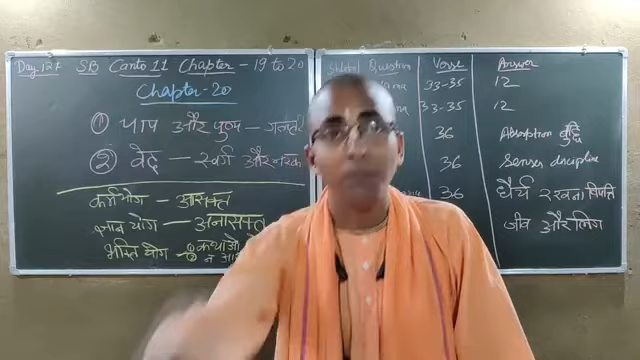 Day. 127 SB Canto 11 Chapter - 19 to 20
Chapter-20
① पाप और पुण्य - गलती
② वेद - स्वर्ग और नरक
कर्मयोग - आसक्त
ज्ञान योग - अनासक्त
भक्ति योग - कथाओं
न
Question Verse Answer
33-35 12
33-35 12
36 Absorption बुद्धि
36 Senses discipline
36 धैर्य रखना
जीव और लिंग